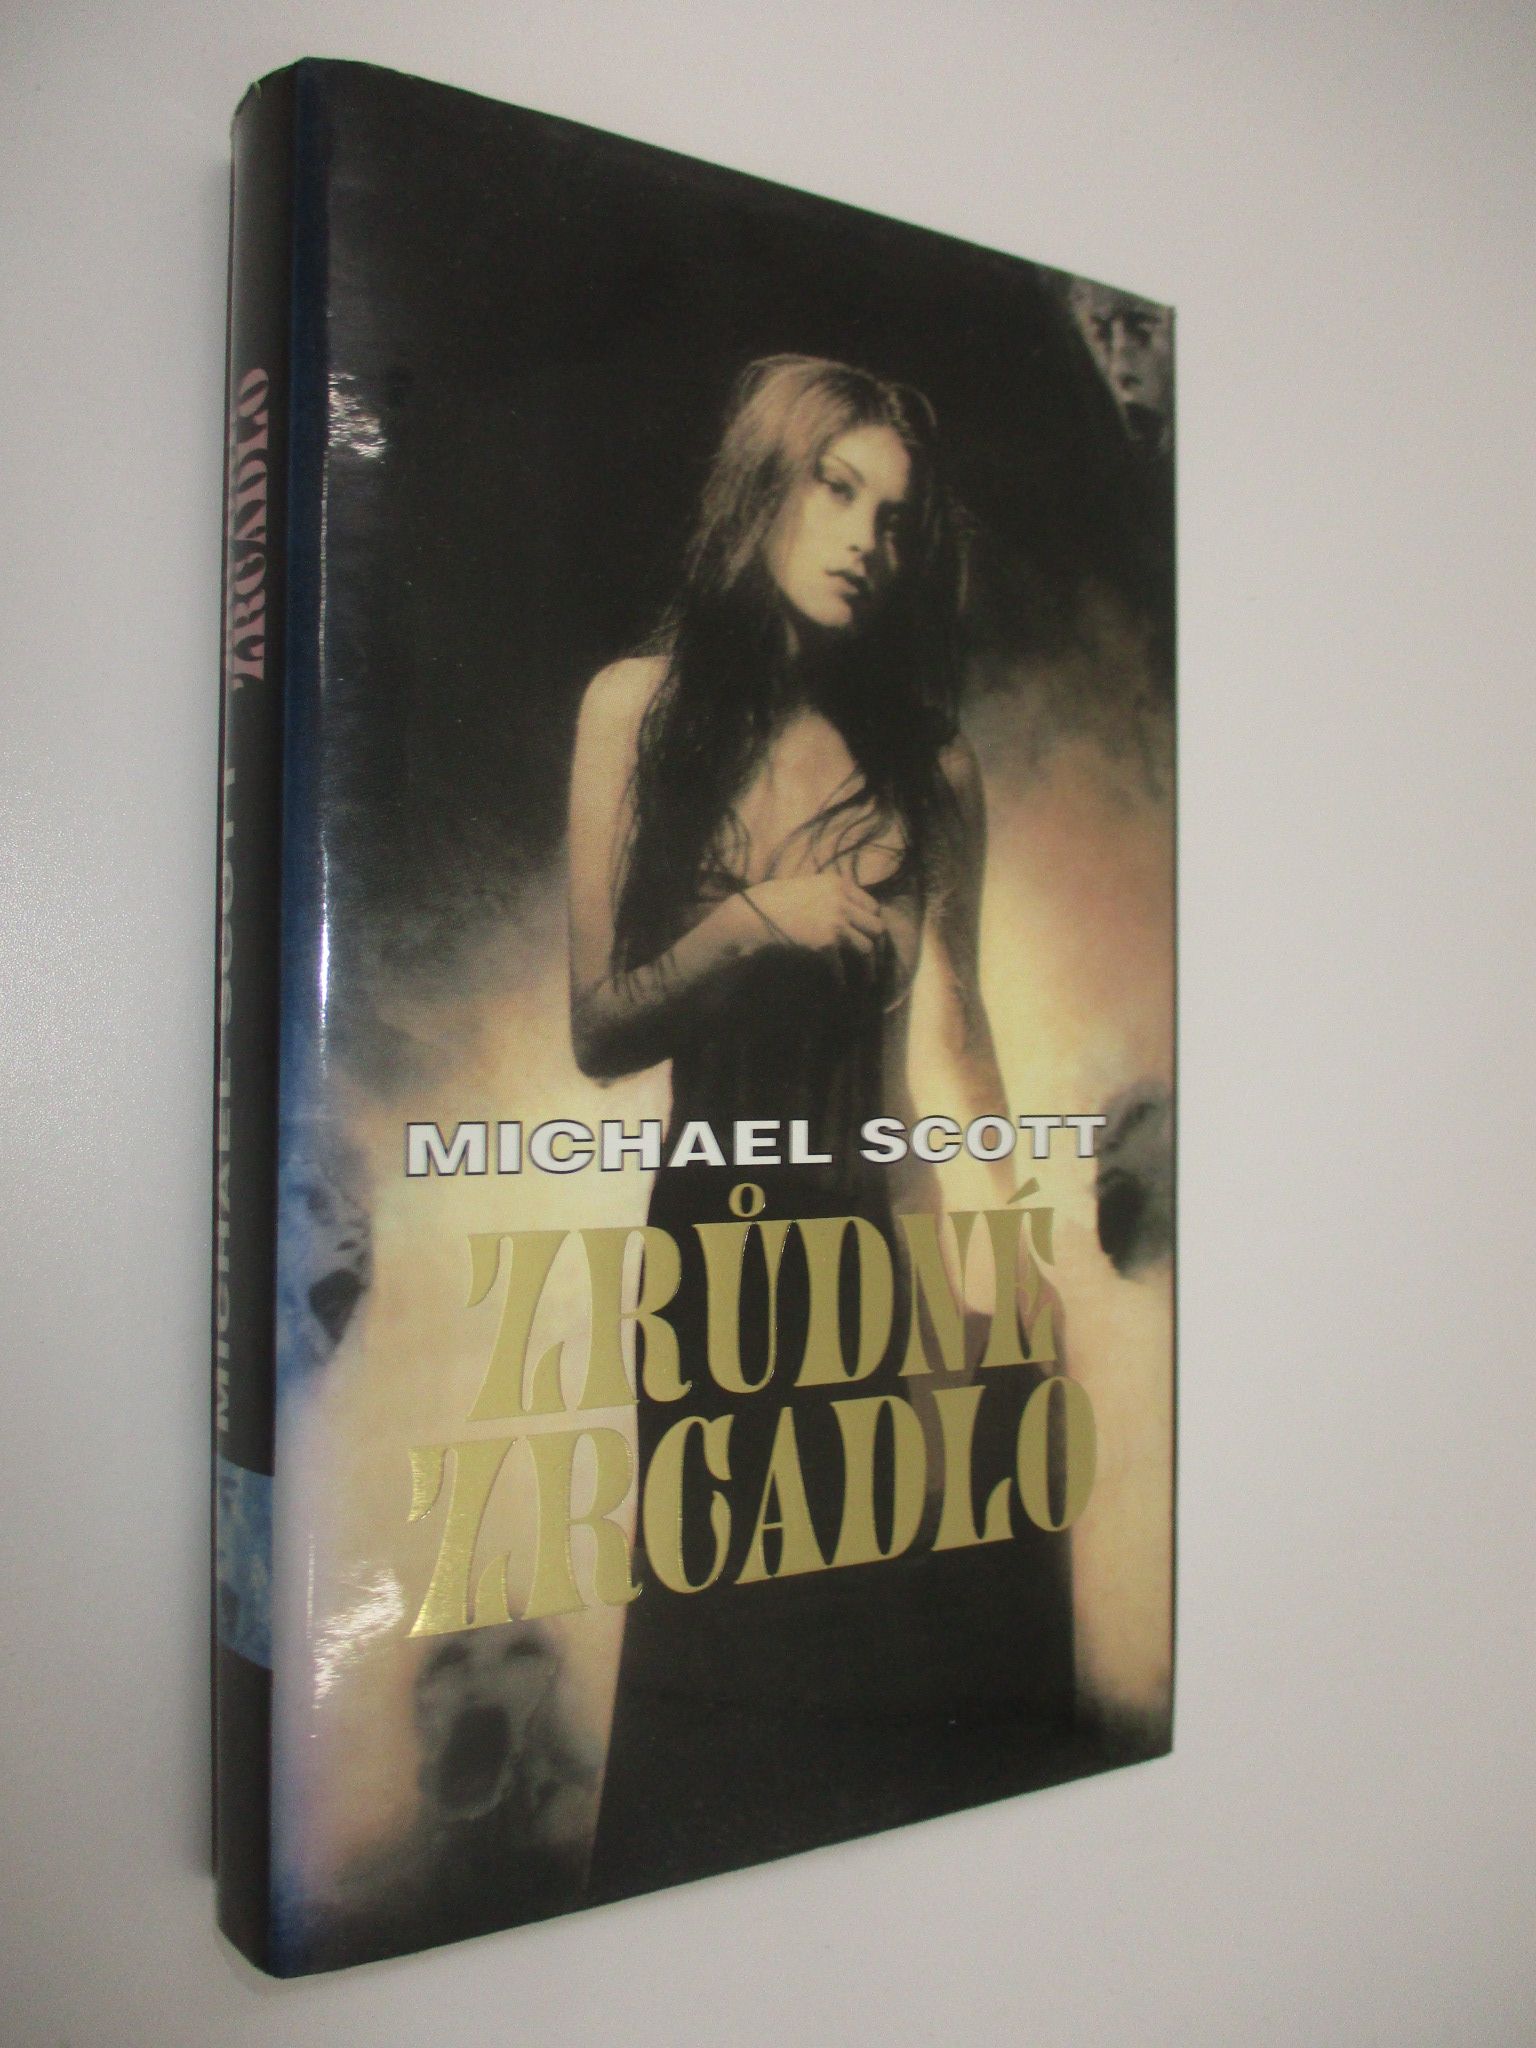 MICHAEL SCOTT
ZRŮDNÉ
ZRCADLO
MICHAEL SCOTT ZRCADLO